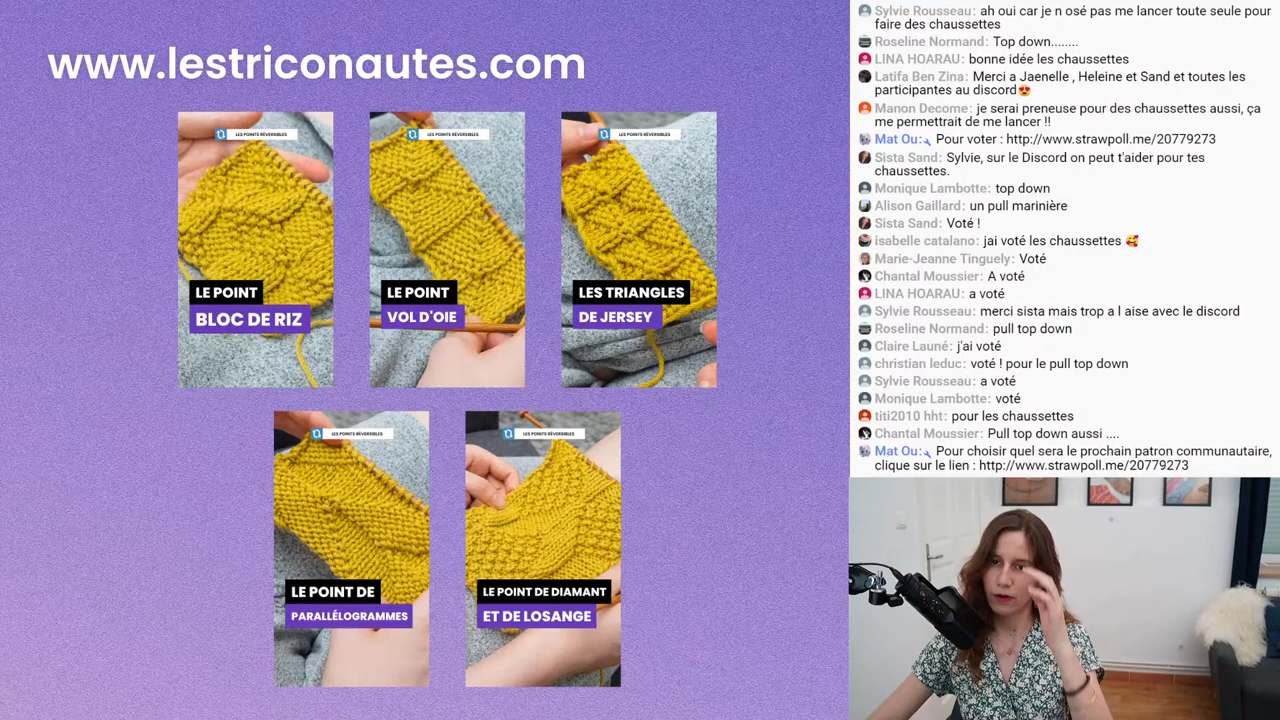 www.lestriconautes.com
LES POINTS RÉVERSIBLES
LE POINT
BLOC DE RIZ
LES POINTS RÉVERSIBLES
LE POINT
VOL D'OIE
LES POINTS RÉVERSIBLES
LES TRIANGLES
DE JERSEY
LES POINTS RÉVERSIBLES
LE POINT DE
PARALLÉLOGRAMMES
LES POINTS RÉVERSIBLES
LE POINT DE DIAMANT
ET DE LOSANGE
Sylvie Rousseau: ah oui car je n osé pas me lancer toute seule pour
faire des chaussettes
Roseline Normand: Top down........
LINA HOARAU: bonne idée les chaussettes
Latifa Ben Zina: Merci a Jaenelle , Heleine et Sand et toutes les
participantes au discord😍
Manon Decome: je serai preneuse pour des chaussettes aussi, ça
me permettrait de me lancer !!
Mat Ou: Pour voter : http://www.strawpoll.me/20779273
Sista Sand: Sylvie, sur le Discord on peut t'aider pour tes
chaussettes.
Monique Lambotte: top down
Alison Gaillard: un pull marinière
Sista Sand: Voté !
isabelle catalano: jai voté les chaussettes 🥰
Marie-Jeanne Tinguely: Voté
Chantal Moussier: A voté
LINA HOARAU: a voté
Sylvie Rousseau: merci sista mais trop a l aise avec le discord
Roseline Normand: pull top down
Claire Launé: j'ai voté
christian leduc: voté ! pour le pull top down
Sylvie Rousseau: a voté
Monique Lambotte: voté
titi2010 hht: pour les chaussettes
Chantal Moussier: Pull top down aussi ....
Mat Ou: Pour choisir quel sera le prochain patron communautaire,
clique sur le lien : http://www.strawpoll.me/20779273